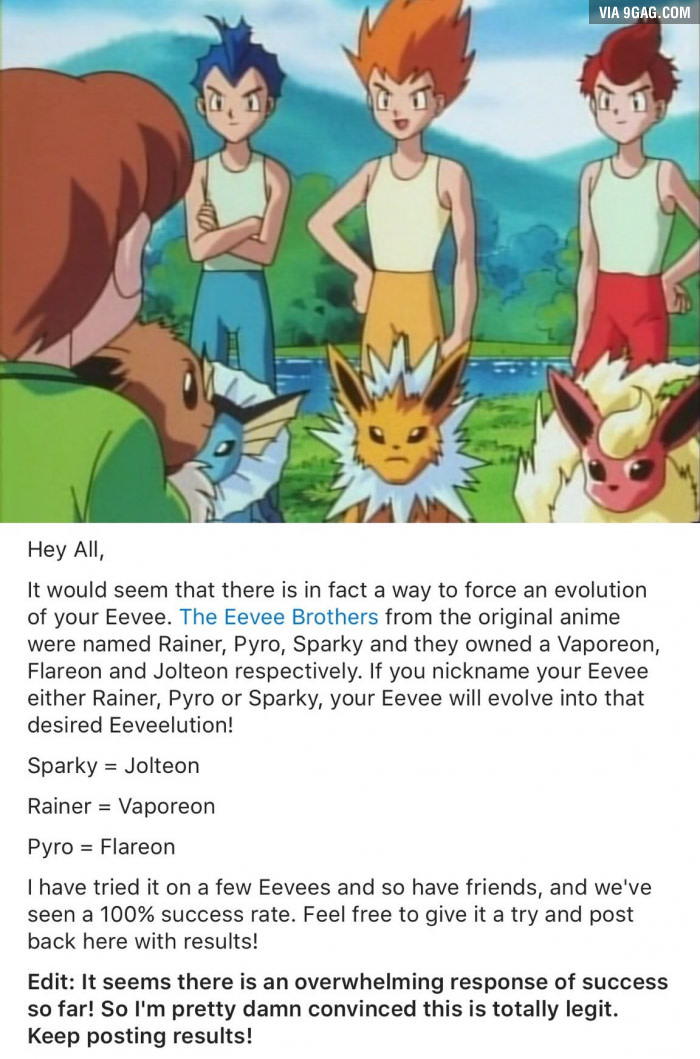 VIA 9GAG.COM
Hey All,
It would seem that there is in fact a way to force an evolution
of your Eevee. The Eevee Brothers from the original anime
were named Rainer, Pyro, Sparky and they owned a Vaporeon,
Flareon and Jolteon respectively. If you nickname your Eevee
either Rainer, Pyro or Sparky, your Eevee will evolve into that
desired Eeveelution!
Sparky = Jolteon
Rainer = Vaporeon
Pyro = Flareon
I have tried it on a few Eevees and so have friends, and we've
seen a 100% success rate. Feel free to give it a try and post
back here with results!
Edit: It seems there is an overwhelming response of success
so far! So I'm pretty damn convinced this is totally legit.
Keep posting results!